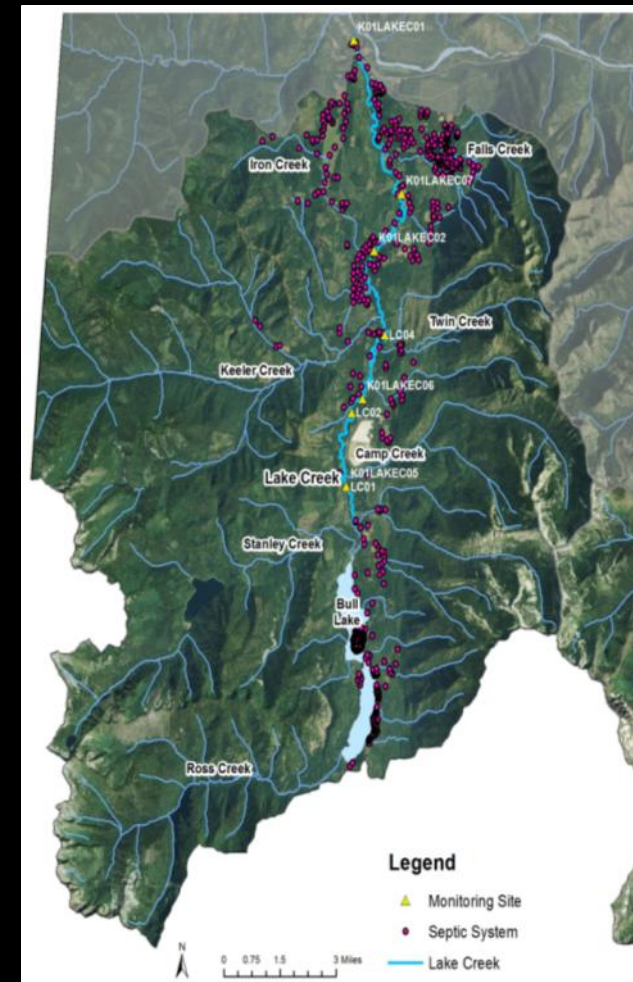 K01LAKEC01
Iron Creek
Falls Creek
K01LAKEC07
K01LAKEC02
Twin Creek
LC04
Keeler Creek
K01LAKEC06
LC02
Camp Creek
Lake Creek
K01LAKEC05
LC01
Stanley Creek
Bull
Lake
Ross Creek
Legend
Monitoring Site
Septic System
Lake Creek
N
0 0.75 1.5 3 Miles